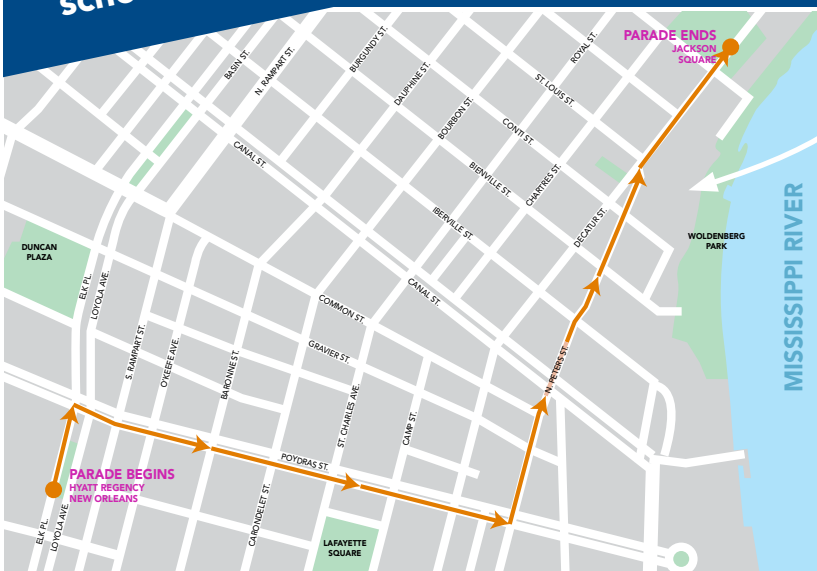 PARADE ENDS
JACKSON
SQUARE
BASIN ST.
N. RAMPART ST.
BURGUNDY ST.
DAUPHINE ST.
BOURBON ST.
ROYAL ST.
ST. LOUIS ST.
CONTI ST.
BIENVILLE ST.
CHARTRES ST.
IBERVILLE ST.
DECATUR ST.
CANAL ST.
CANAL ST.
WOLDENBERG
PARK
MISSISSIPPI RIVER
DUNCAN
PLAZA
ELK PL.
LOYOLA AVE.
S. RAMPART ST.
O'KEEFE AVE.
BARONNE ST.
COMMON ST.
GRAVIER ST.
ST. CHARLES AVE.
CAMP ST.
N. PETERS ST.
POYDRAS ST.
PARADE BEGINS
HYATT REGENCY
NEW ORLEANS
ELK PL.
LOYOLA AVE.
CARONDELET ST.
LAFAYETTE
SQUARE